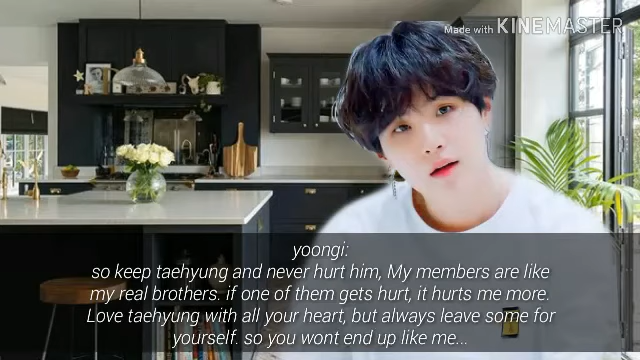 Made with KINEMASTER
yoongi:
so keep taehyung and never hurt him, My members are like
my real brothers. if one of them gets hurt, it hurts me more.
Love taehyung with all your heart, but always leave some for
yourself. so you wont end up like me...